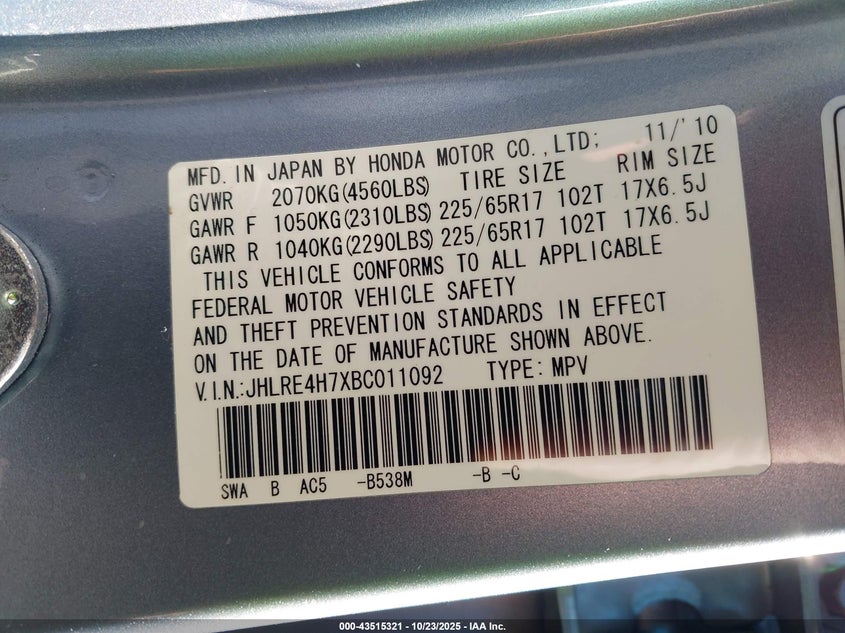 MFD. IN JAPAN BY HONDA MOTOR CO.,LTD; 11/'10
GVWR 2070KG(4560LBS) TIRE SIZE RIM SIZE
GAWR F 1050KG(2310LBS) 225/65R17 102T 17X6.5J
GAWR R 1040KG(2290LBS) 225/65R17 102T 17X6.5J
THIS VEHICLE CONFORMS TO ALL APPLICABLE
FEDERAL MOTOR VEHICLE SAFETY
AND THEFT PREVENTION STANDARDS IN EFFECT
ON THE DATE OF MANUFACTURE SHOWN ABOVE.
V.I.N.:JHLRE4H7XBC011092 TYPE: MPV
SWA B AC5 -B538M -B -C
000-43515321 - 10/23/2025 - IAA Inc.